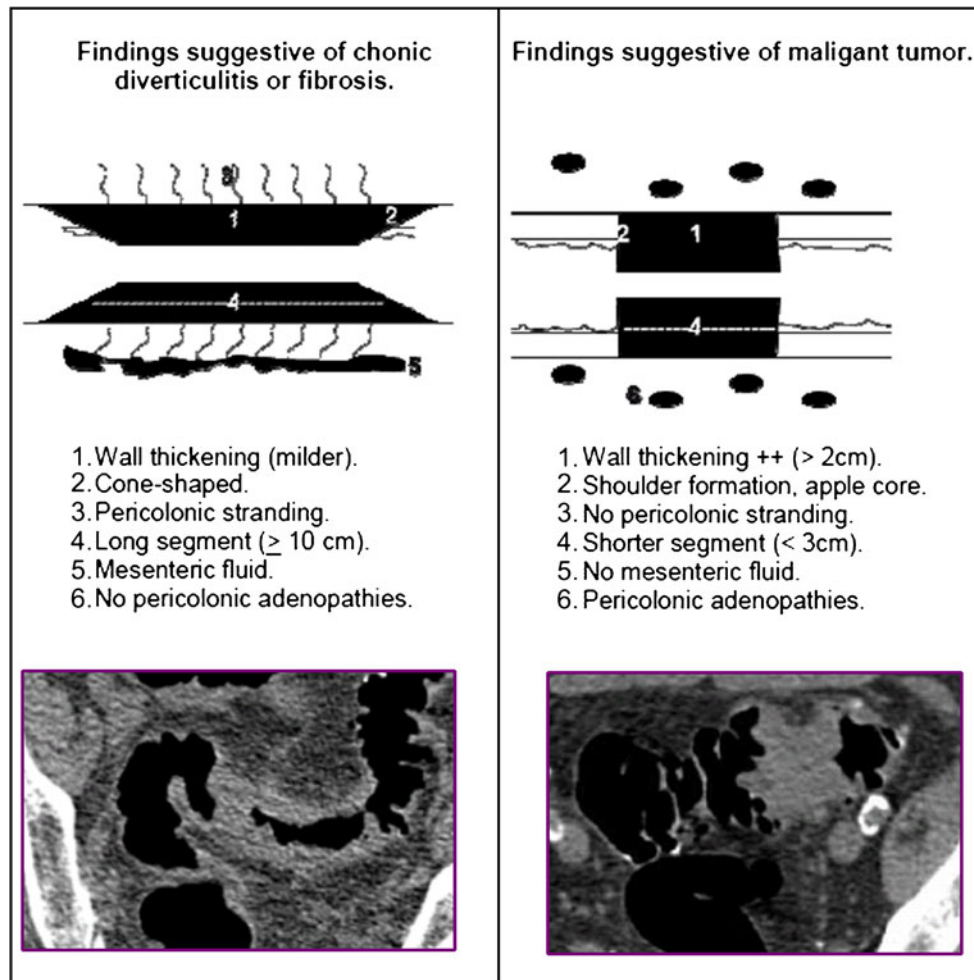 Findings suggestive of chonic
diverticulitis or fibrosis.
3
1
2
4
5
1. Wall thickening (milder).
2. Cone-shaped.
3. Pericolonic stranding.
4. Long segment (≥ 10 cm).
5. Mesenteric fluid.
6. No pericolonic adenopathies.
Findings suggestive of maligant tumor.
2
1
4
6
1. Wall thickening ++ (> 2cm).
2. Shoulder formation, apple core.
3. No pericolonic stranding.
4. Shorter segment (< 3cm).
5. No mesenteric fluid.
6. Pericolonic adenopathies.